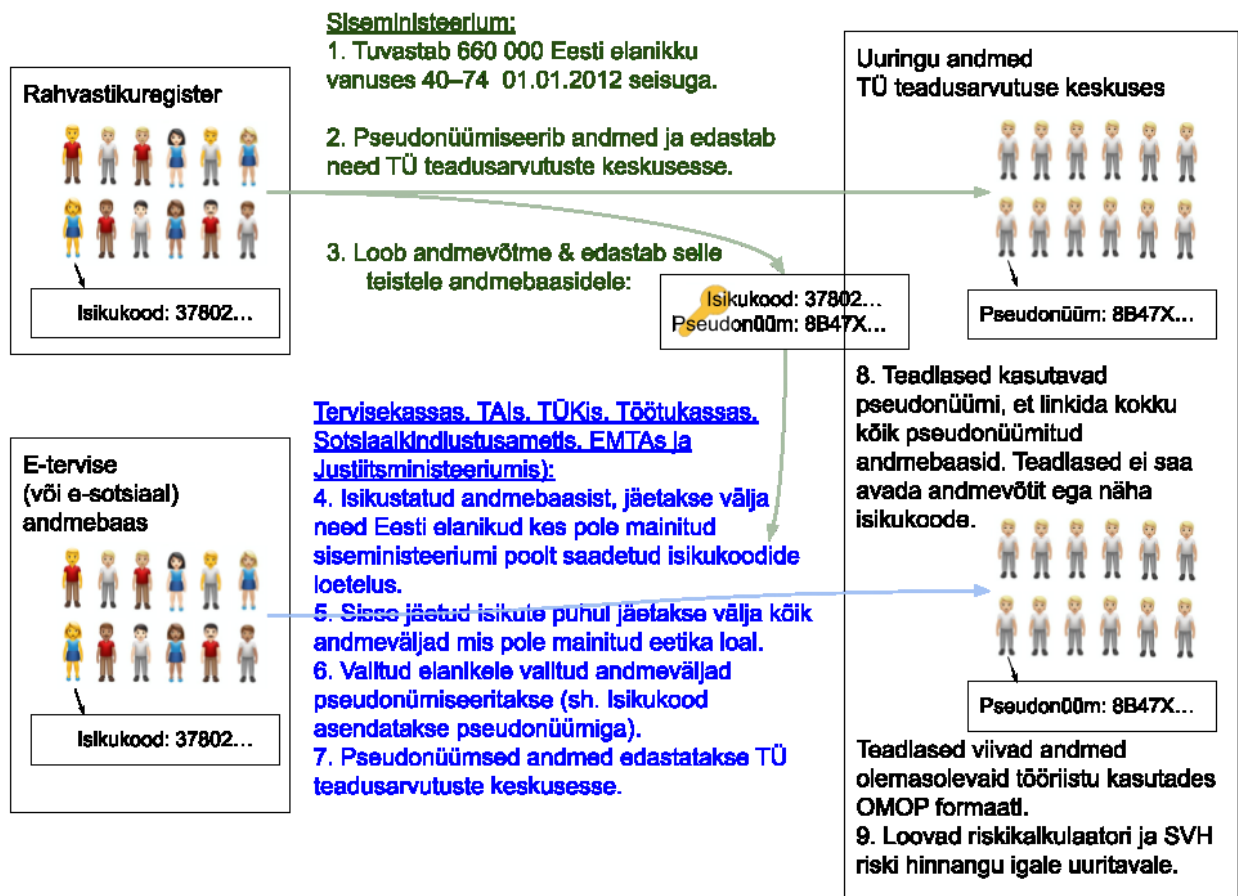 Siseministeerium:
1. Tuvastab 660 000 Eesti elanikku
vanuses 40–74 01.01.2012 seisuga.
2. Pseudonüümiseerib andmed ja edastab
need TÜ teadusarvutuste keskusesse.
3. Loob andmevõtme & edastab selle
teistele andmebaasidele:
Rahvastikuregister
Isikukood: 37802...
Isikukood: 37802...
Pseudonüüm: 8B47X...
Uuringu andmed
TÜ teadusarvutuse keskuses
Pseudonüüm: 8B47X...
Tervisekassas, TAIs, TÜKis, Töötukassas,
Sotsiaalkindlustusametis, EMTAs ja
Justiitsministeeriumis):
4. Isikustatud andmebaasist, jäetakse välja
need Eesti elanikud kes pole mainitud
siseministeeriumi poolt saadetud isikukoodide
loetelus.
5. Sisse jäetud isikute puhul jäetakse välja kõik
andmeväljad mis pole mainitud eetika loal.
6. Valitud elanikele valitud andmeväljad
pseudonümiseeritakse (sh. Isikukood
asendatakse pseudonüümiga).
7. Pseudonüümsed andmed edastatakse TÜ
teadusarvutuste keskusesse.
E-tervise
(või e-sotsiaal)
andmebaas
Isikukood: 37802...
8. Teadlased kasutavad
pseudonüümi, et linkida kokku
kõik pseudonüümitud
andmebaasid. Teadlased ei saa
avada andmevõtit ega näha
isikukoode.
Pseudonüüm: 8B47X...
Teadlased viivad andmed
olemasolevaid tööriistu kasutades
OMOP formaati.
9. Loovad riskikalkulaatori ja SVH
riski hinnangu igale uuritavale.